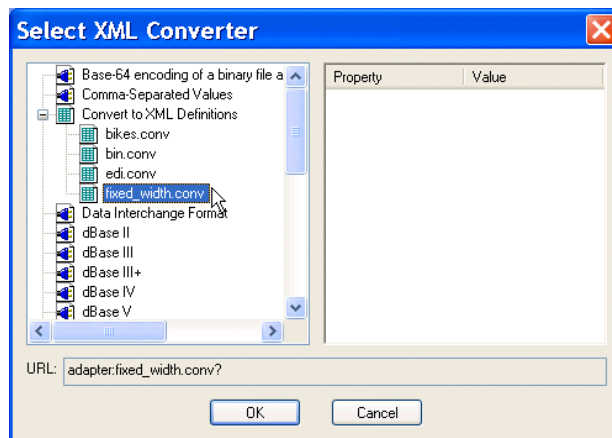 Select XML Converter
Base-64 encoding of a binary file a
Comma-Separated Values
Convert to XML Definitions
bikes.conv
bin.conv
edi.conv
fixed_width.conv
Data Interchange Format
dBase II
dBase III
dBase III+
dBase IV
dBase V
Property Value
URL: adapter:fixed_width.conv?
OK Cancel